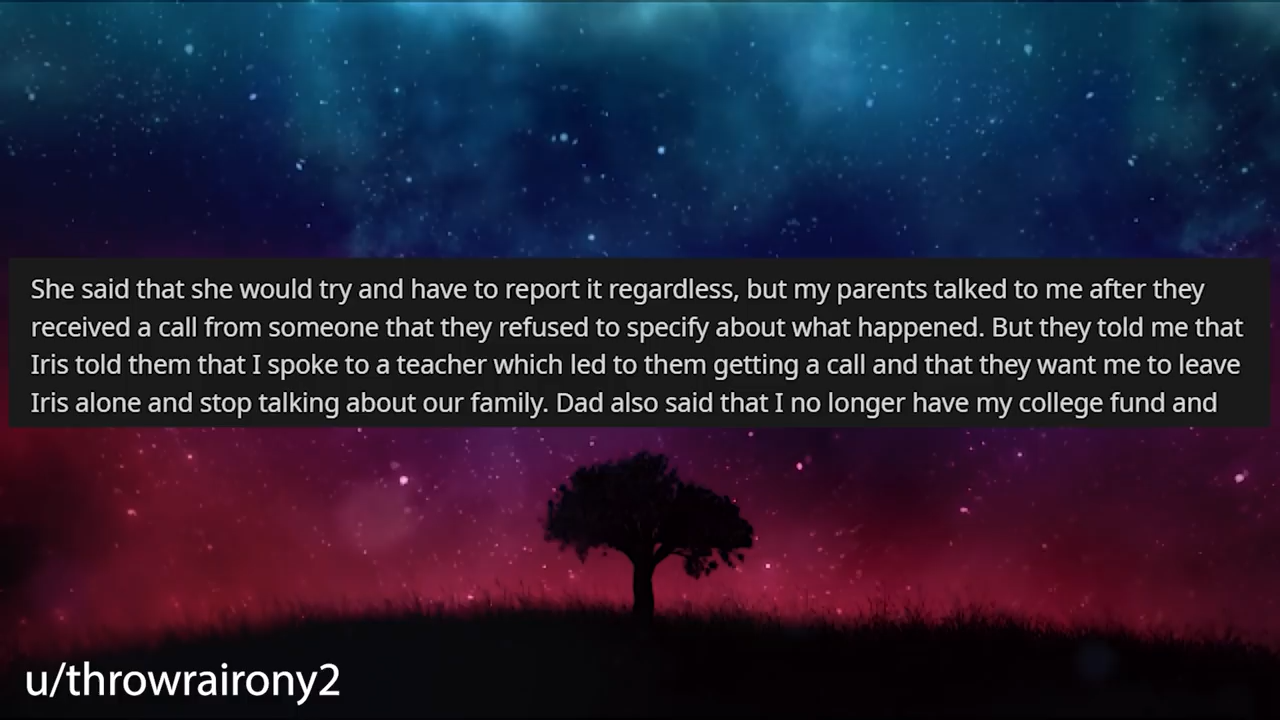 She said that she would try and have to report it regardless, but my parents talked to me after they
received a call from someone that they refused to specify about what happened. But they told me that
Iris told them that I spoke to a teacher which led to them getting a call and that they want me to leave
Iris alone and stop talking about our family. Dad also said that I no longer have my college fund and
u/throwrairony2